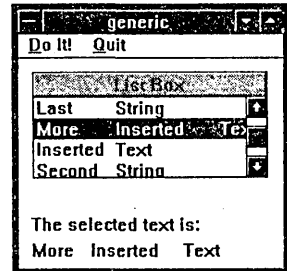 generic
Do It! Quit
List Box
Last String
More Inserted Tex
Inserted Text
Second String
The selected text is:
More Inserted Text